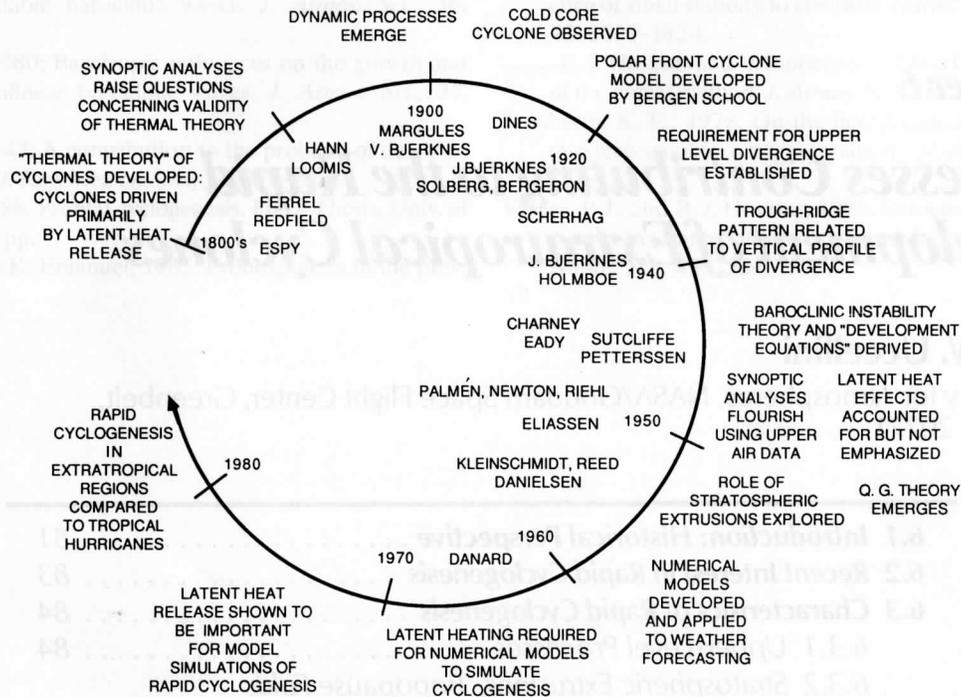 DYNAMIC PROCESSES
EMERGE
COLD CORE
CYCLONE OBSERVED
SYNOPTIC ANALYSES
RAISE QUESTIONS
CONCERNING VALIDITY
OF THERMAL THEORY
POLAR FRONT CYCLONE
MODEL DEVELOPED
BY BERGEN SCHOOL
1900
MARGULES
V. BJERKNES
DINES
HANN
LOOMIS
"THERMAL THEORY" OF
CYCLONES DEVELOPED:
CYCLONES DRIVEN
PRIMARILY
BY LATENT HEAT
RELEASE
REQUIREMENT FOR UPPER
LEVEL DIVERGENCE
ESTABLISHED
J.BJERKNES 1920
SOLBERG, BERGERON
FERREL
REDFIELD
1800's ESPY
SCHERHAG
TROUGH-RIDGE
PATTERN RELATED
TO VERTICAL PROFILE
OF DIVERGENCE
J. BJERKNES 1940
HOLMBOE
BAROCLINIC INSTABILITY
THEORY AND "DEVELOPMENT
EQUATIONS" DERIVED
CHARNEY
EADY
SUTCLIFFE
PETTERSSEN
PALMÉN, NEWTON, RIEHL
ELIASSEN 1950
SYNOPTIC
ANALYSES
FLOURISH
USING UPPER
AIR DATA
LATENT HEAT
EFFECTS
ACCOUNTED
FOR BUT NOT
EMPHASIZED
KLEINSCHMIDT, REED
DANIELSEN
ROLE OF
STRATOSPHERIC
EXTRUSIONS EXPLORED
Q. G. THEORY
EMERGES
1960
DANARD
NUMERICAL
MODELS
DEVELOPED
AND APPLIED
TO WEATHER
FORECASTING
LATENT HEATING REQUIRED
FOR NUMERICAL MODELS
TO SIMULATE
CYCLOGENESIS
1970
LATENT HEAT
RELEASE SHOWN TO
BE IMPORTANT
FOR MODEL
SIMULATIONS OF
RAPID CYCLOGENESIS
1980
RAPID
CYCLOGENESIS
IN
EXTRATROPICAL
REGIONS
COMPARED
TO TROPICAL
HURRICANES